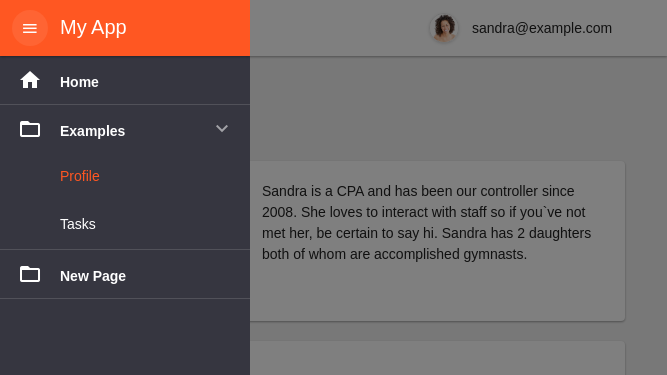 My App
sandra@example.com
Home
Examples
Profile
Tasks
New Page
Sandra is a CPA and has been our controller since
2008. She loves to interact with staff so if you`ve not
met her, be certain to say hi. Sandra has 2 daughters
both of whom are accomplished gymnasts.